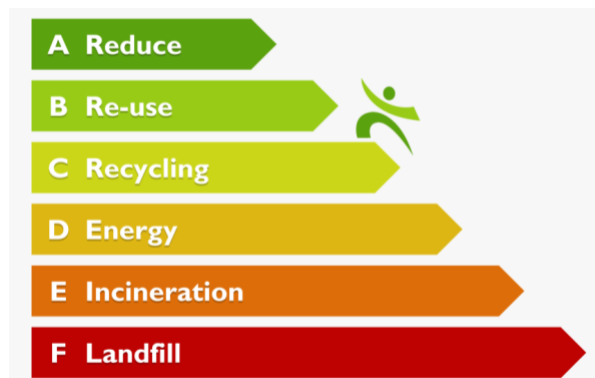 A Reduce
B Re-use
C Recycling
D Energy
E Incineration
F Landfill